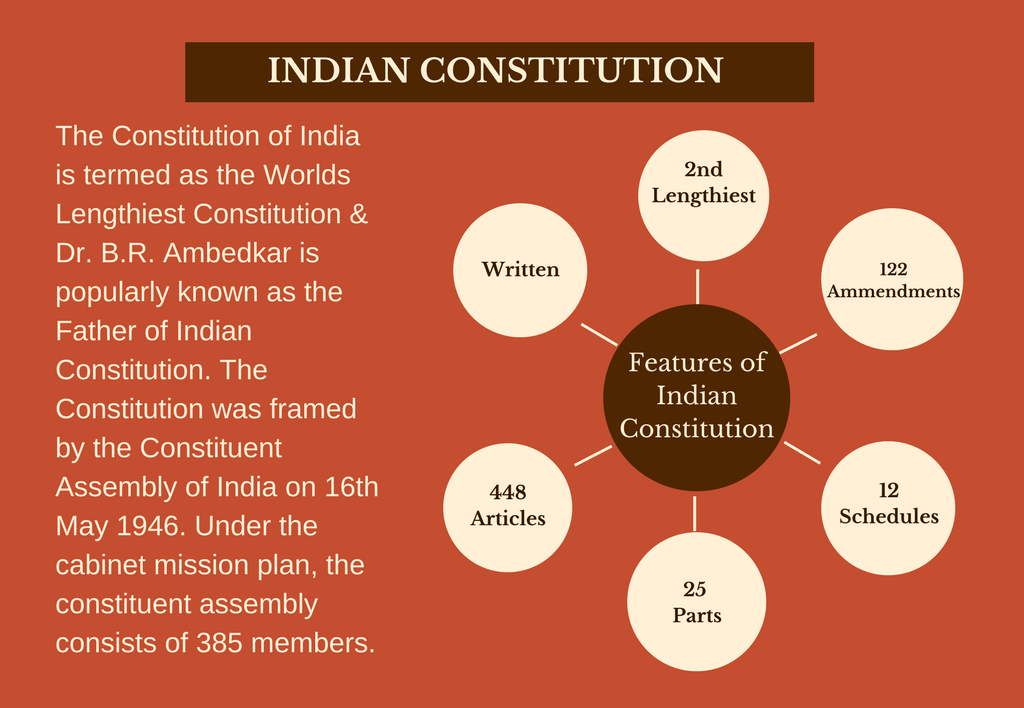 INDIAN CONSTITUTION
The Constitution of India
is termed as the Worlds
Lengthiest Constitution &
Dr. B.R. Ambedkar is
popularly known as the
Father of Indian
Constitution. The
Constitution was framed
by the Constituent
Assembly of India on 16th
May 1946. Under the
cabinet mission plan, the
constituent assembly
consists of 385 members.
2nd
Lengthiest
Written
122
Ammendments
Features of
Indian
Constitution
448
Articles
12
Schedules
25
Parts